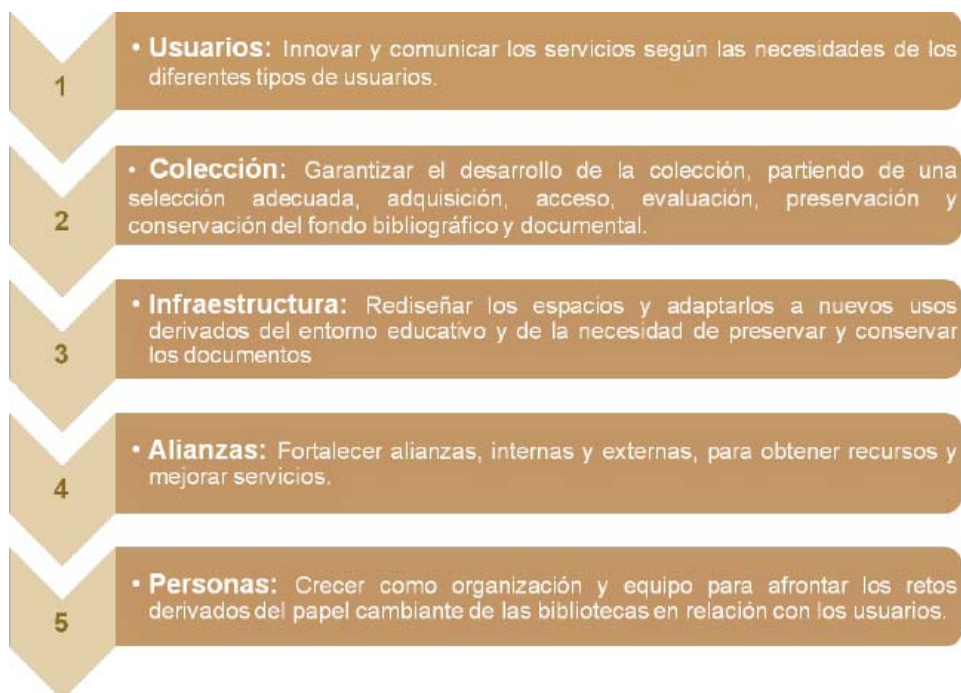 1
• Usuarios: Innovar y comunicar los servicios según las necesidades de los
diferentes tipos de usuarios.
2
• Colección: Garantizar el desarrollo de la colección, partiendo de una
selección adecuada, adquisición, acceso, evaluación, preservación y
conservación del fondo bibliográfico y documental.
3
• Infraestructura: Rediseñar los espacios y adaptarlos a nuevos usos
derivados del entorno educativo y de la necesidad de preservar y conservar
los documentos
4
• Alianzas: Fortalecer alianzas, internas y externas, para obtener recursos y
mejorar servicios.
5
• Personas: Crecer como organización y equipo para afrontar los retos
derivados del papel cambiante de las bibliotecas en relación con los usuarios.